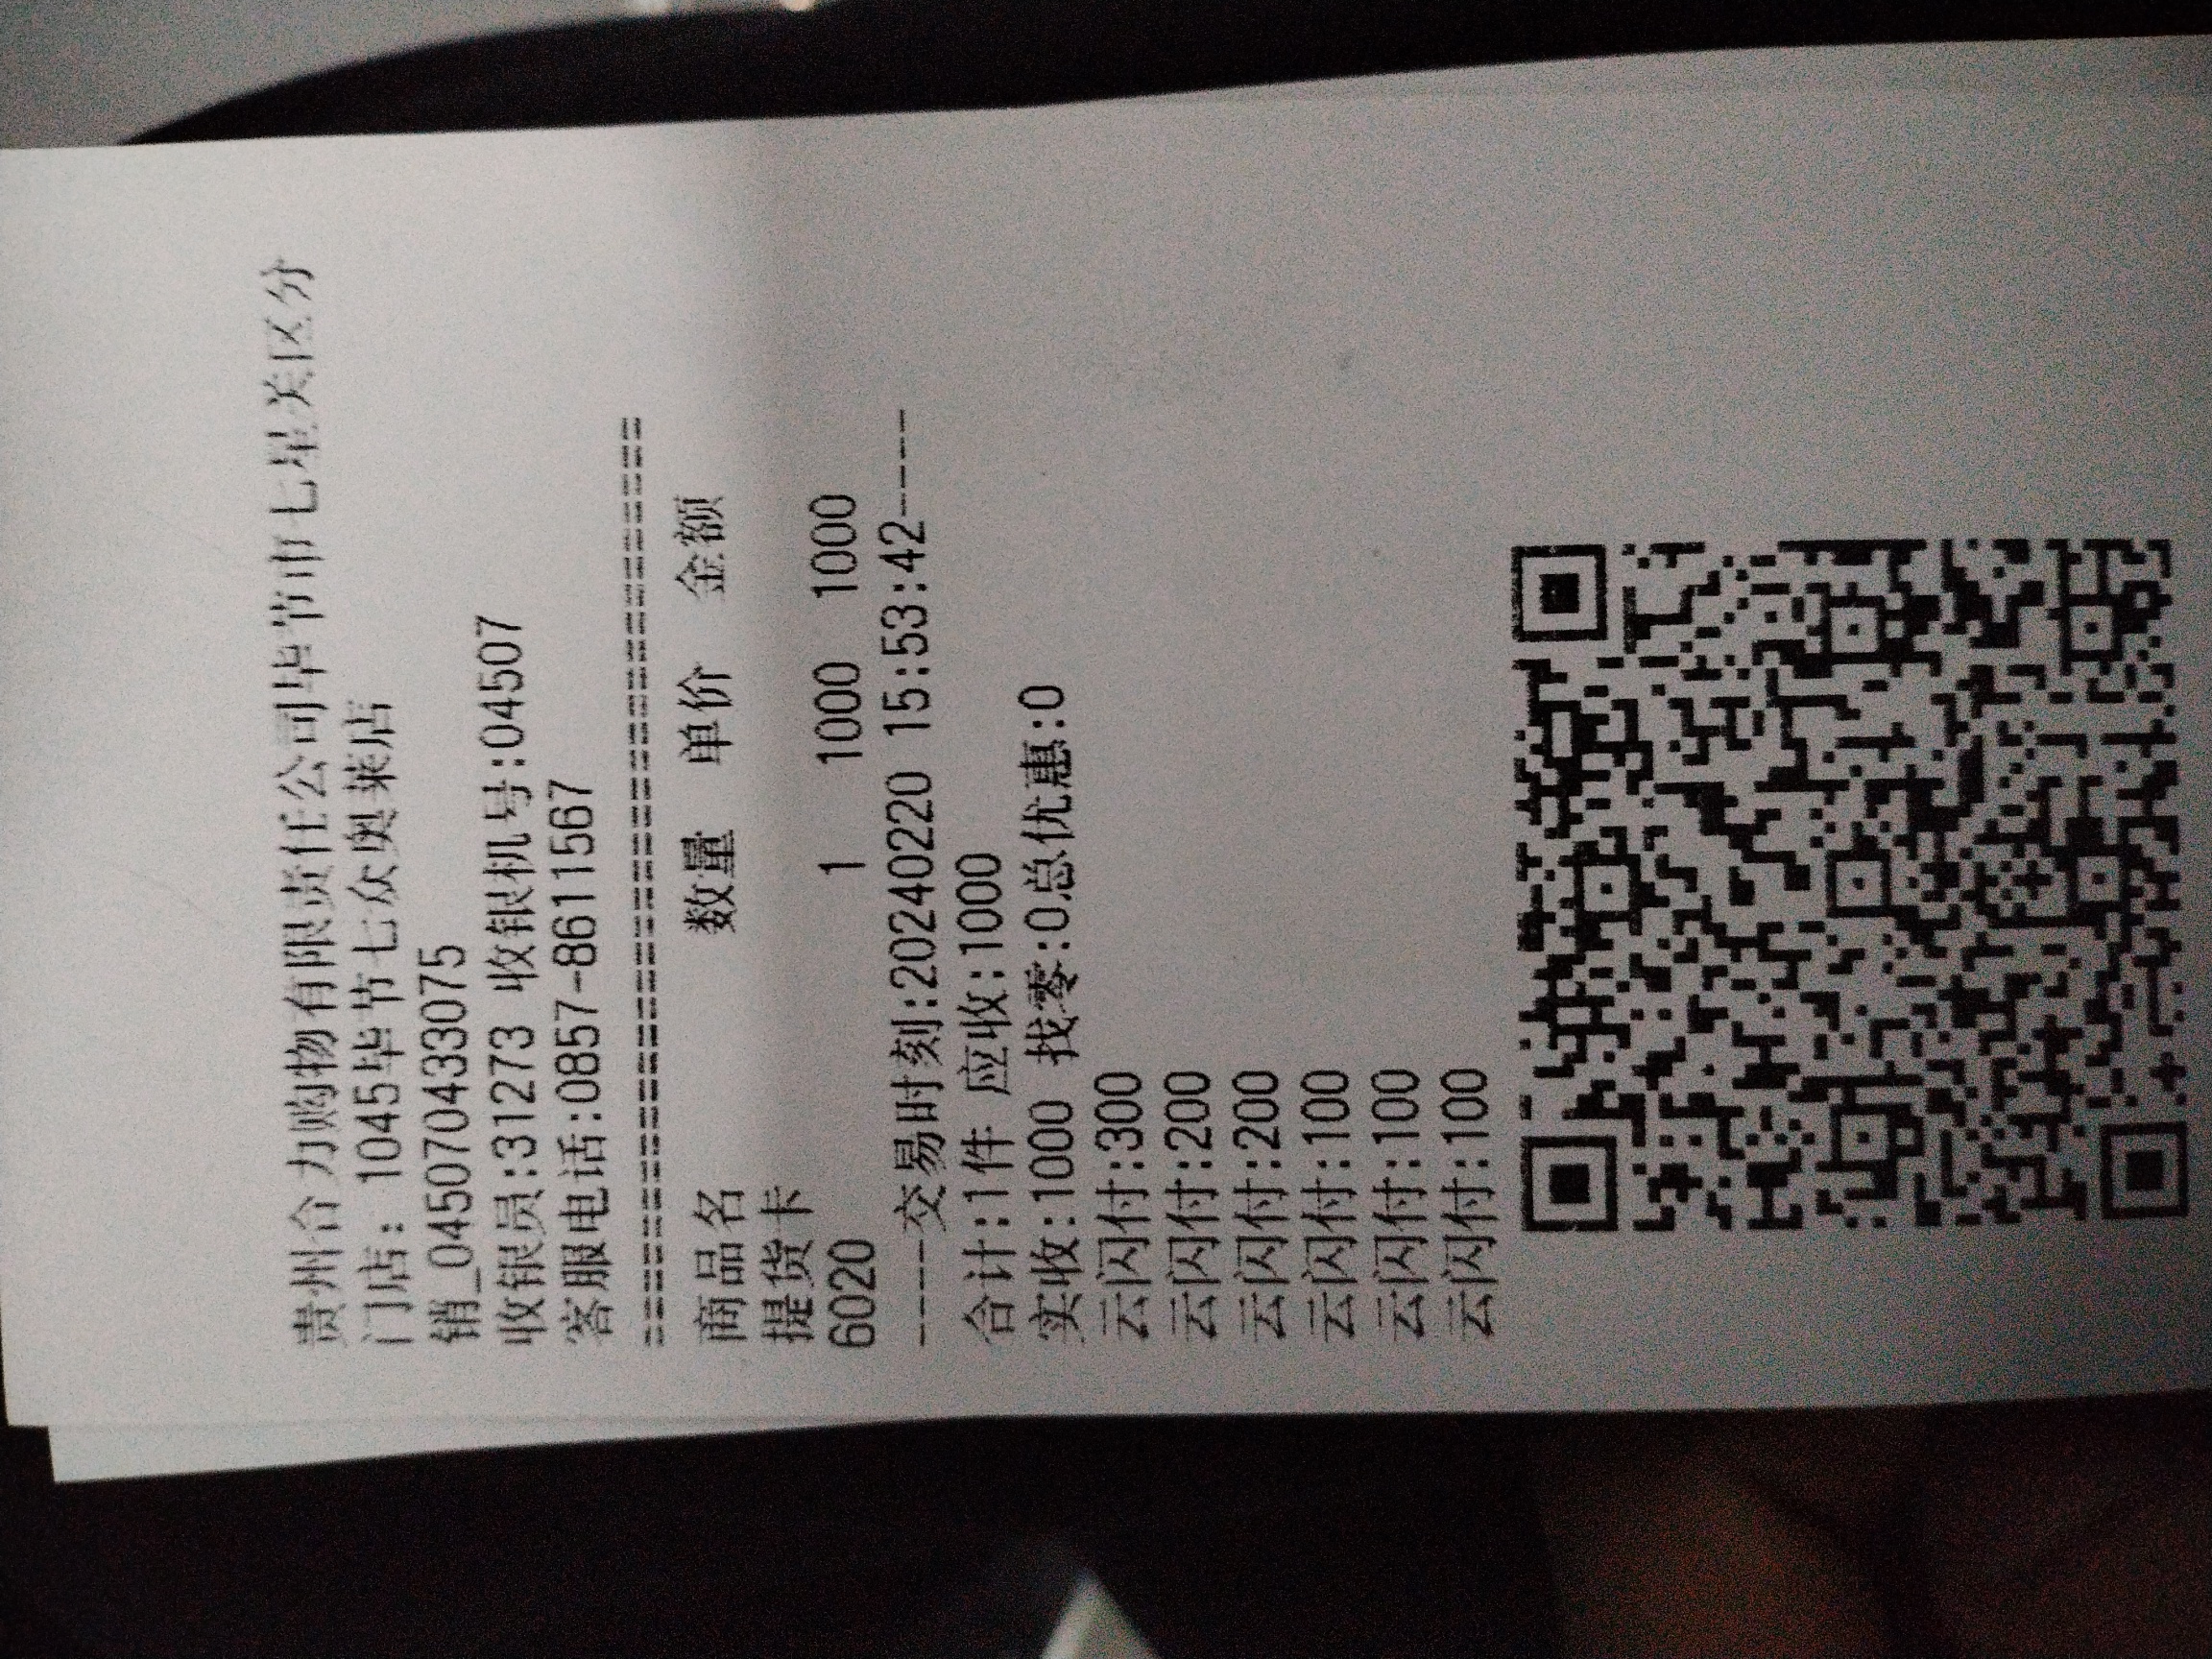 贵州合力购物有限责任公司毕节市七星关区分
门店: 1045毕节七众奥莱店
销_045070433075
收银员:31273 收银机号:04507
客服电话:0857-8611567
========================================
商品名 数量 单价 金额
提货卡
6020 1 1000 1000
----交易时刻:20240220 15:53:42-----
合计:1件 应收:1000
实收:1000 找零:0总优惠:0
云闪付:300
云闪付:200
云闪付:200
云闪付:100
云闪付:100
云闪付:100